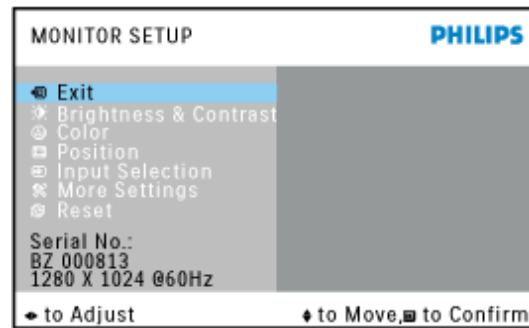 MONITOR SETUP PHILIPS
Exit
Brightness & Contrast
Color
Position
Input Selection
More Settings
Reset
Serial No.:
BZ 000813
1280 X 1024 @60Hz
to Adjust to Move, to Confirm